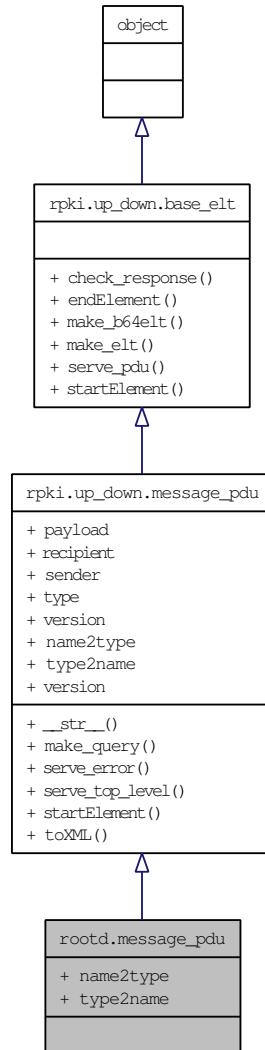 object
rpki.up_down.base_elt
+ check_response()
+ endElement()
+ make_b64elt()
+ make_elt()
+ serve_pdu()
+ startElement()
rpki.up_down.message_pdu
+ payload
+ recipient
+ sender
+ type
+ version
+ name2type
+ type2name
+ version
+ __str__()
+ make_query()
+ serve_error()
+ serve_top_level()
+ startElement()
+ toXML()
rootd.message_pdu
+ name2type
+ type2name